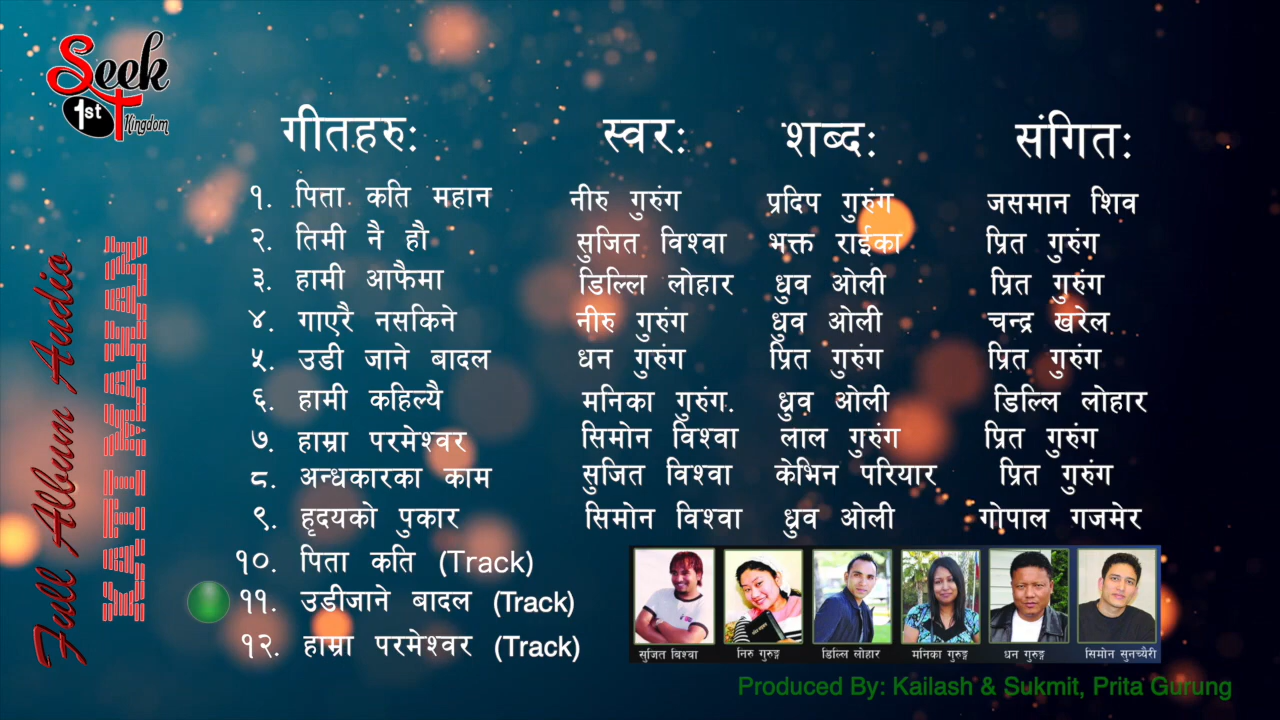 Seek
1st Kingdom
Full Album Audio
KATI MAHAN
गीतहरुः स्वरः शब्दः संगितः
१. पिता कति महान नीरु गुरुंग प्रदिप गुरुंग जसमान शिव
२. तिमी नै हौ सुजित विश्वा भक्त राईका प्रित गुरुंग
३. हामी आफैमा डिल्लि लोहार धुव ओली प्रित गुरुंग
४. गाएरै नसकिने नीरु गुरुंग धुव ओली चन्द्र खरेल
५. उडी जाने बादल धन गुरुंग प्रित गुरुंग प्रित गुरुंग
६. हामी कहिल्यै मनिका गुरुंग. ध्रुव ओली डिल्लि लोहार
७. हाम्रा परमेश्वर सिमोन विश्वा लाल गुरुंग प्रित गुरुंग
८. अन्धकारका काम सुजित विश्वा केभिन परियार प्रित गुरुंग
९. हृदयको पुकार सिमोन विश्वा ध्रुव ओली गोपाल गजमेर
१०. पिता कति (Track)
११. उडीजाने बादल (Track)
१२. हाम्रा परमेश्वर (Track)
सुजित विश्वा निरु गुरुङ्ग डिल्लि लोहार मनिका गुरुङ्ग धन गुरुङ्ग सिमोन सुनच्यैरी
Produced By: Kailash & Sukmit, Prita Gurung